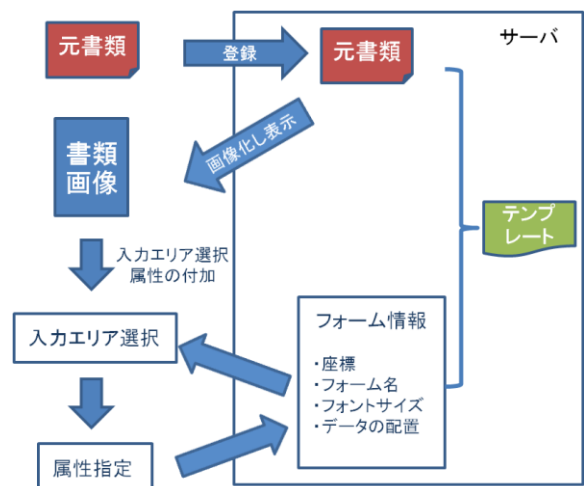 元書類
登録
元書類
サーバ
画像化し表示
書類
画像
テンプ
レート
入力エリア選択
属性の付加
入力エリア選択
フォーム情報
・座標
・フォーム名
・フォントサイズ
・データの配置
属性指定